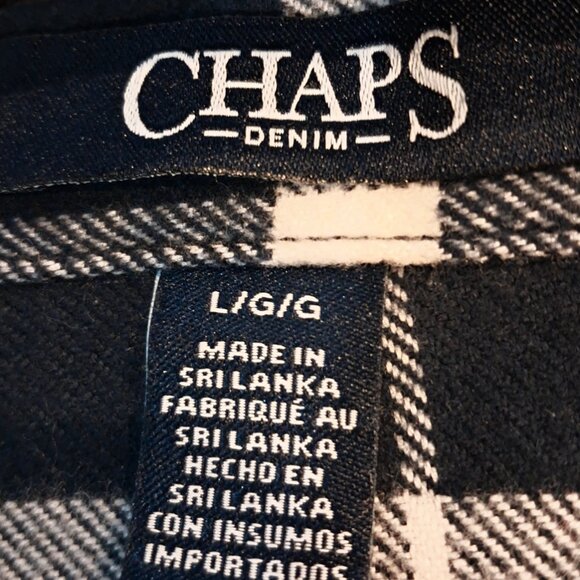 CHAPS
DENIM
L/G/G
MADE IN
SRI LANKA
FABRIQUÉ AU
SRI LANKA
HECHO EN
SRI LANKA
CON INSUMOS
IMPORTADOS